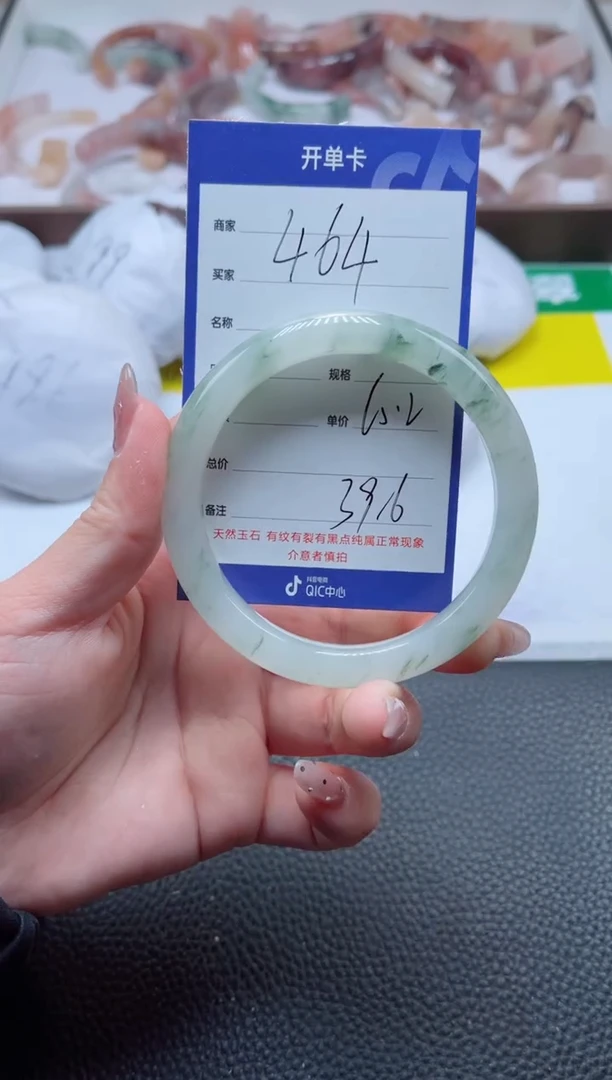 开单卡
商家
464
买家
名称
规格
单价 65.2
总价
备注 39.6
天然玉石 有纹有裂有黑点纯属正常现象
介意者慎拍
抖音电商
QIC中心